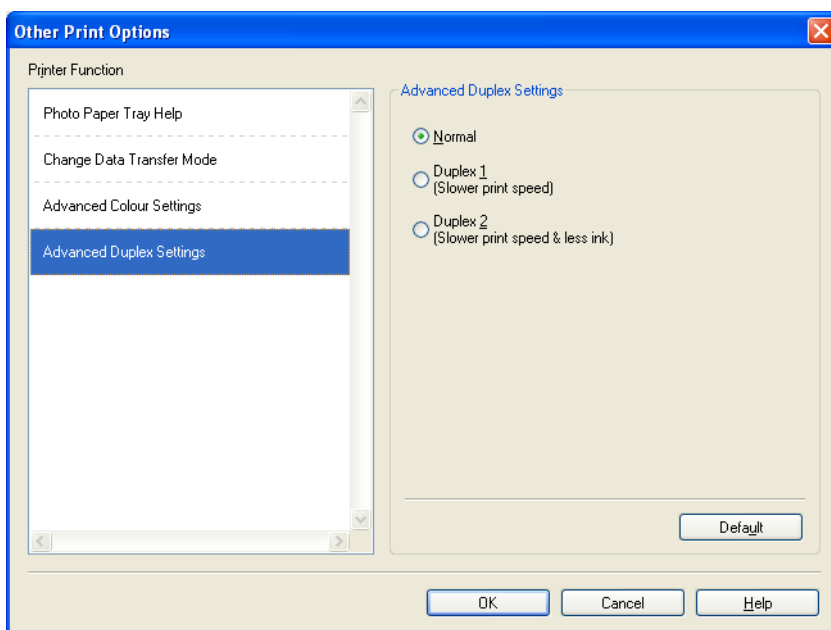 Other Print Options
Printer Function
Photo Paper Tray Help
Change Data Transfer Mode
Advanced Colour Settings
Advanced Duplex Settings
Advanced Duplex Settings
Normal
Duplex 1
(Slower print speed)
Duplex 2
(Slower print speed & less ink)
Default
OK
Cancel
Help